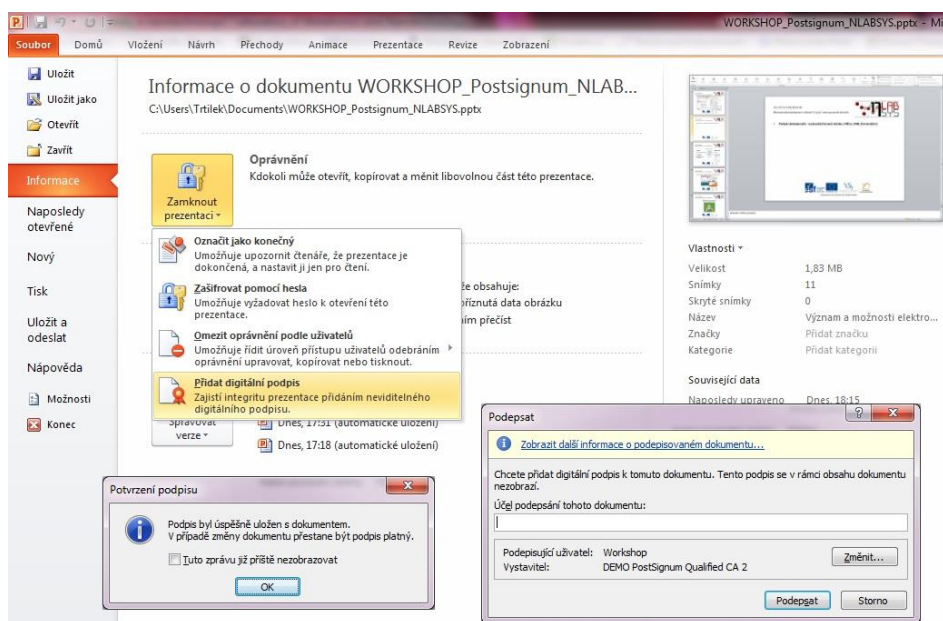 WORKSHOP_Postsignum_NLABSYS.pptx - Mi
Soubor Domů Vložení Návrh Přechody Animace Prezentace Revize Zobrazení
Uložit
Uložit jako
Otevřít
Zavřít
Informace
Naposledy
otevřené
Nový
Tisk
Uložit a
odeslat
Nápověda
Možnosti
Konec
Informace o dokumentu WORKSHOP_Postsignum_NLAB...
C:\Users\Trtilek\Documents\WORKSHOP_Postsignum_NLABSYS.pptx
Zamknout
prezentaci
Oprávnění
Kdokoli může otevřít, kopírovat a měnit libovolnou část této prezentace.
Označit jako konečný
Umožňuje upozornit čtenáře, že prezentace je
dokončená, a nastaví ji jen pro čtení.
Zašifrovat pomocí hesla
Umožňuje vyžadovat heslo k otevření této
prezentace.
Omezit oprávnění podle uživatelů
Umožňuje řídit úroveň přístupu uživatelů odebráním
oprávnění upravovat, kopírovat nebo tisknout.
Přidat digitální podpis
Zajistí integritu prezentace přidáním neviditelného
digitálního podpisu.
že obsahuje:
oříznutá data obrázku
ím přečíst
Spravovat
verze
Dnes, 17:31 (automatické uložení)
Dnes, 17:18 (automatické uložení)
NLAB
SYS
Vlastnosti
Velikost 1,83 MB
Snímky 11
Skryté snímky 0
Název Význam a možnosti elektro...
Značky Přidat značku
Kategorie Přidat kategorii
Související data
Naposledy upraveno Dnes, 18:15
Potvrzení podpisu
Podpis byl úspěšně uložen s dokumentem.
V případě změny dokumentu přestane být podpis platný.
Tuto zprávu již příště nezobrazovat
OK
Podepsat
Zobrazit další informace o podepisovaném dokumentu...
Chcete přidat digitální podpis k tomuto dokumentu. Tento podpis se v rámci obsahu dokumentu
nezobrazí.
Účel podepsání tohoto dokumentu:
Podepisující uživatel: Workshop
Vystavitel: DEMO PostSignum Qualified CA 2
Změnit...
Podepsat Storno